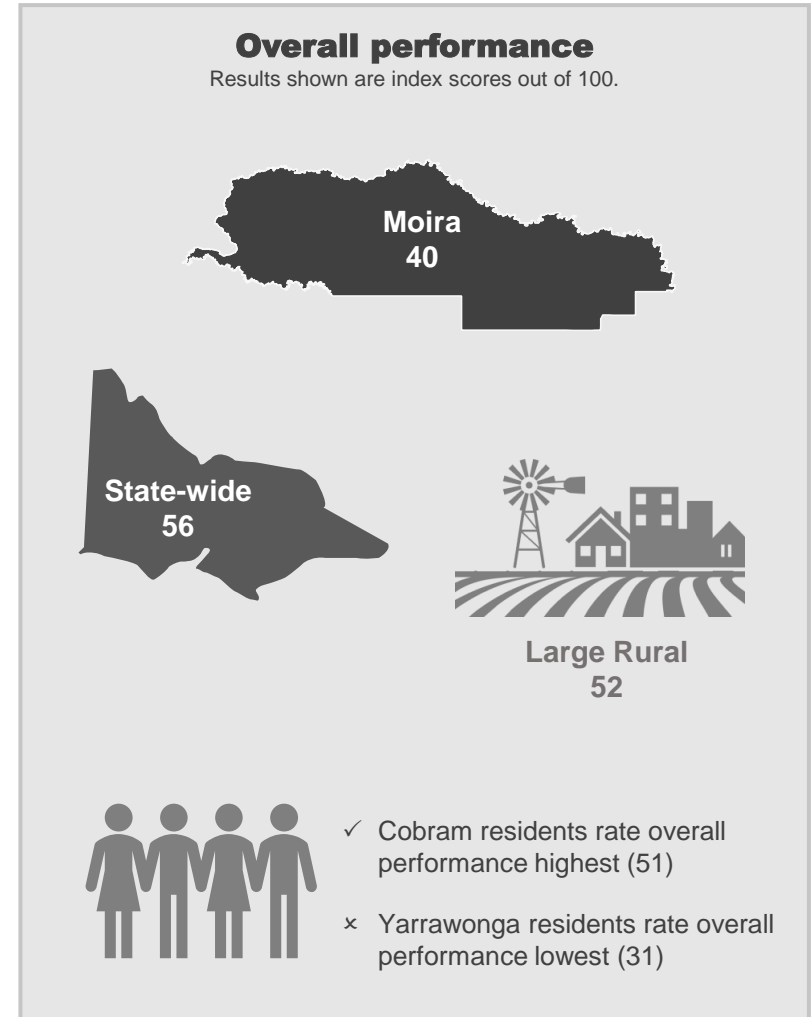 Overall performance
Results shown are index scores out of 100.
Moira
40
State-wide
56
Large Rural
52
✓ Cobram residents rate overall
performance highest (51)
× Yarrawonga residents rate overall
performance lowest (31)